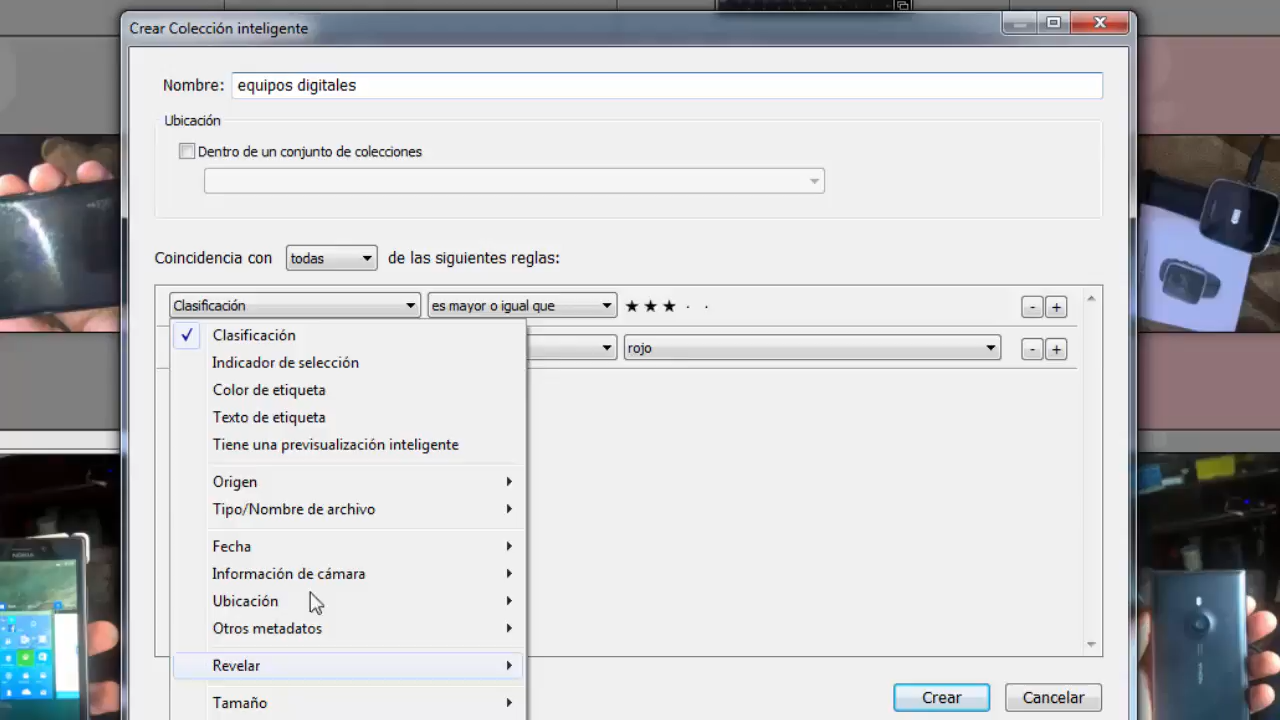 Crear Colección inteligente
Nombre: equipos digitales
Ubicación
Dentro de un conjunto de colecciones
Coincidencia con todas de las siguientes reglas:
Clasificación es mayor o igual que ★ ★ ★ · ·
- +
Clasificación
rojo
- +
Indicador de selección
Color de etiqueta
Texto de etiqueta
Tiene una previsualización inteligente
Origen
Tipo/Nombre de archivo
Fecha
Información de cámara
Ubicación
Otros metadatos
Revelar
Tamaño
Crear Cancelar
NOKIA
NOKIA